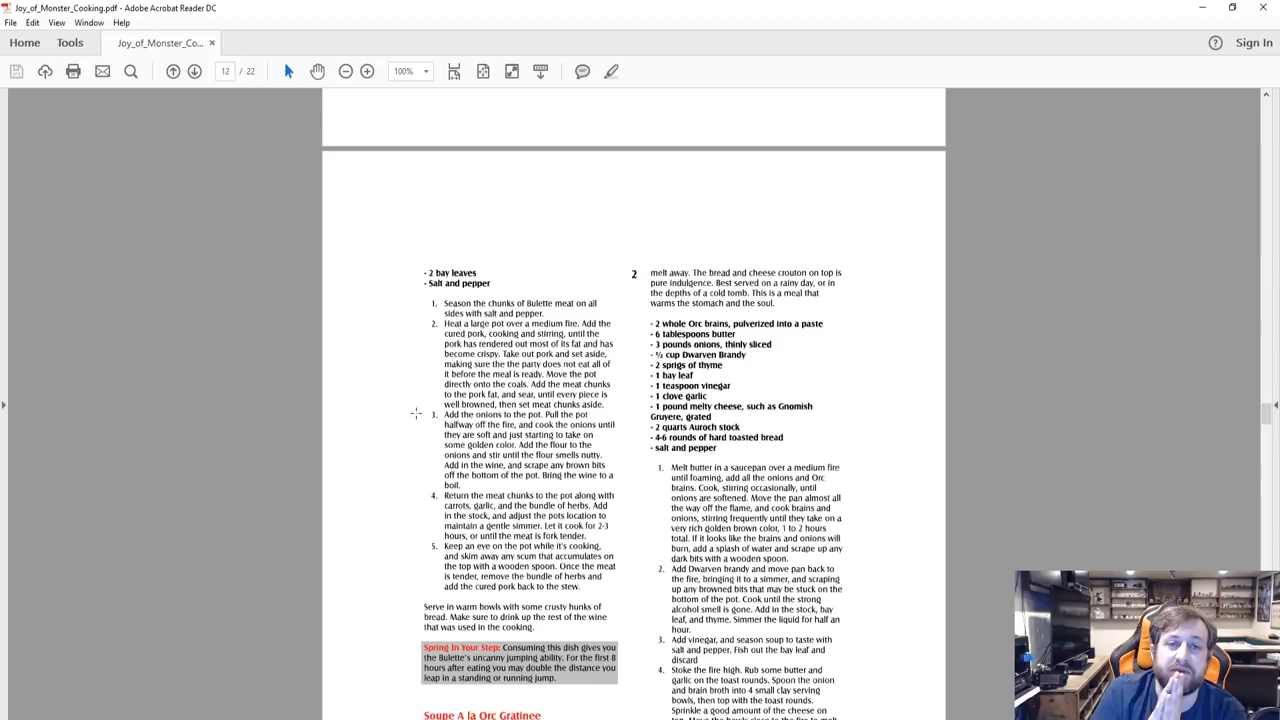 Joy_of_Monster_Cooking.pdf - Adobe Acrobat Reader DC
File Edit View Window Help
Home Tools Joy_of_Monster_Co... × Sign In
12 / 22 100%
- 2 bay leaves
- Salt and pepper
1. Season the chunks of Bulette meat on all
sides with salt and pepper.
2. Heat a large pot over a medium fire. Add the
cured pork, cooking and stirring, until the
pork has rendered out most of its fat and has
become crispy. Take out pork and set aside,
making sure the the party does not eat all of
it before the meal is ready. Move the pot
directly onto the coals. Add the meat chunks
to the pork fat, and sear, until every piece is
well browned, then set meat chunks aside.
3. Add the onions to the pot. Pull the pot
halfway off the fire, and cook the onions until
they are soft and just starting to take on
some golden color. Add the flour to the
onions and stir until the flour smells nutty.
Add in the wine, and scrape any brown bits
off the bottom of the pot. Bring the wine to a
boil.
4. Return the meat chunks to the pot along with
carrots, garlic, and the bundle of herbs. Add
in the stock, and adjust the pots location to
maintain a gentle simmer. Let it cook for 2-3
hours, or until the meat is fork tender.
5. Keep an eye on the pot while it's cooking,
and skim away any scum that accumulates on
the top with a wooden spoon. Once the meat
is tender, remove the bundle of herbs and
add the cured pork back to the stew.
Serve in warm bowls with some crusty hunks of
bread. Make sure to drink up the rest of the wine
that was used in the cooking.
Spring In Your Step: Consuming this dish gives you
the Bulette's uncanny jumping ability. For the first 8
hours after eating you may double the distance you
leap in a standing or running jump.
Soupe A la Orc Gratinee
2
melt away. The bread and cheese crouton on top is
pure indulgence. Best served on a rainy day, or in
the depths of a cold tomb. This is a meal that
warms the stomach and the soul.
- 2 whole Orc brains, pulverized into a paste
- 6 tablespoons butter
- 3 pounds onions, thinly sliced
- ½ cup Dwarven Brandy
- 2 sprigs of thyme
- 1 bay leaf
- 1 teaspoon vinegar
- 1 clove garlic
- 1 pound melty cheese, such as Gnomish
Gruyere, grated
- 2 quarts Auroch stock
- 4-6 rounds of hard toasted bread
- salt and pepper
1. Melt butter in a saucepan over a medium fire
until foaming, add all the onions and Orc
brains. Cook, stirring occasionally, until
onions are softened. Move the pan almost all
the way off the flame, and cook brains and
onions, stirring frequently until they take on a
very rich golden brown color, 1 to 2 hours
total. If it looks like the brains and onions will
burn, add a splash of water and scrape up any
dark bits with a wooden spoon.
2. Add Dwarven brandy and move pan back to
the fire, bringing it to a simmer, and scraping
up any browned bits that may be stuck on the
bottom of the pot. Cook until the strong
alcohol smell is gone. Add in the stock, bay
leaf, and thyme. Simmer the liquid for half an
hour.
3. Add vinegar, and season soup to taste with
salt and pepper. Fish out the bay leaf and
discard
4. Stoke the fire high. Rub some butter and
garlic on the toast rounds. Spoon the onion
and brain broth into 4 small clay serving
bowls, then top with the toast rounds.
Sprinkle a good amount of the cheese on
top. Move the bowls close to the fire to melt